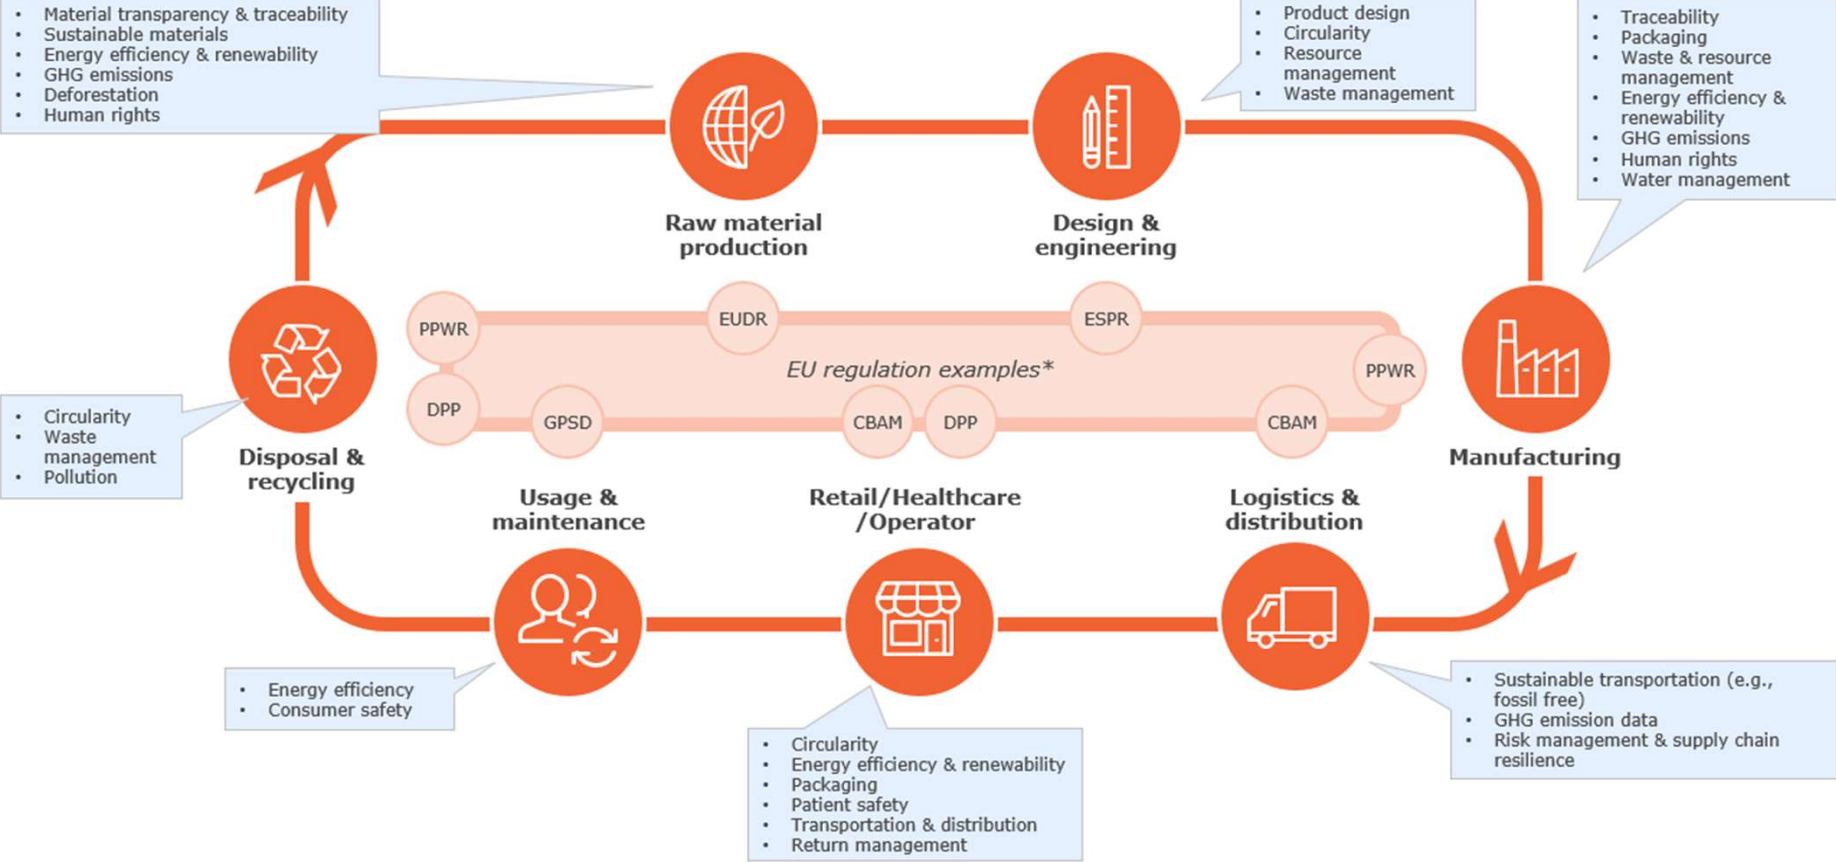 • Material transparency & traceability
• Sustainable materials
• Energy efficiency & renewability
• GHG emissions
• Deforestation
• Human rights
• Product design
• Circularity
• Resource
management
• Waste management
• Traceability
• Packaging
• Waste & resource
management
• Energy efficiency &
renewability
• GHG emissions
• Human rights
• Water management
Raw material
production
Design &
engineering
PPWR
EUDR
ESPR
PPWR
EU regulation examples*
DPP
GPSD
CBAM
DPP
CBAM
• Circularity
• Waste
management
• Pollution
Disposal &
recycling
Manufacturing
Usage &
maintenance
Retail/Healthcare
/Operator
Logistics &
distribution
• Energy efficiency
• Consumer safety
• Circularity
• Energy efficiency & renewability
• Packaging
• Patient safety
• Transportation & distribution
• Return management
• Sustainable transportation (e.g.,
fossil free)
• GHG emission data
• Risk management & supply chain
resilience